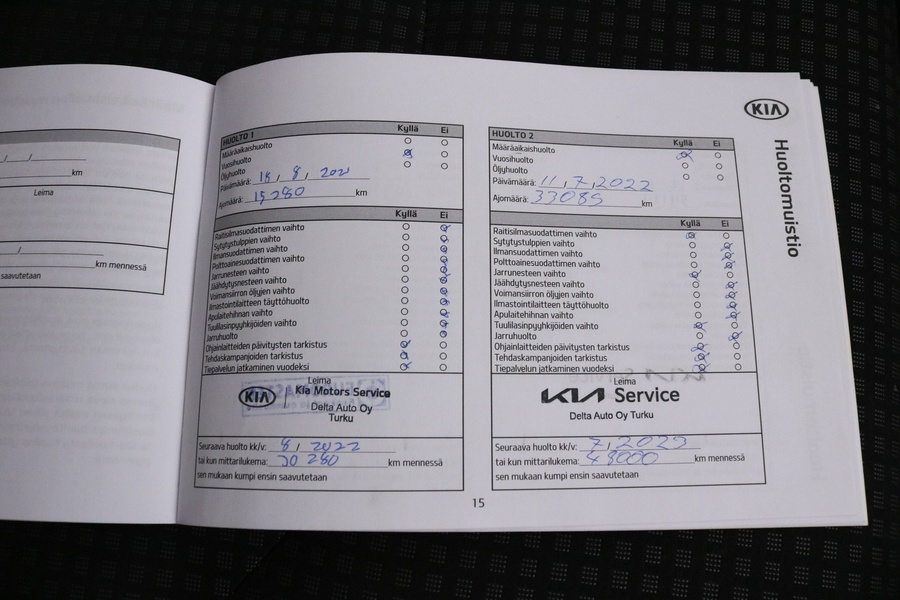 km
Leima
km mennessä
saavutetaan
KIA
Huoltomuistio
HUOLTO 1 Kyllä Ei
Määräaikaishuolto
Vuosihuolto
Öljyhuolto
Päivämäärä: 18, 8, 2021
Ajomäärä: 15 280 km
Kyllä Ei
Raitisilmasuodattimen vaihto
Sytytystulppien vaihto
Ilmansuodattimen vaihto
Polttoainesuodattimen vaihto
Jarrunesteen vaihto
Jäähdytysnesteen vaihto
Voimansiirron öljyjen vaihto
Ilmastointilaitteen täyttöhuolto
Apulaitehihnan vaihto
Tuulilasinpyyhkijöiden vaihto
Jarruhuolto
Ohjainlaitteiden päivitysten tarkistus
Tehdaskampanjoiden tarkistus
Tiepalvelun jatkaminen vuodeksi
Leima
KIA Kia Motors Service
Delta Auto Oy
Turku
Seuraava huolto kk/v: 8, 2022
tai kun mittarilukema: 30 280 km mennessä
sen mukaan kumpi ensin saavutetaan
HUOLTO 2 Kyllä Ei
Määräaikaishuolto
Vuosihuolto
Öljyhuolto
Päivämäärä: 11, 7, 2022
Ajomäärä: 33085 km
Kyllä Ei
Raitisilmasuodattimen vaihto
Sytytystulppien vaihto
Ilmansuodattimen vaihto
Polttoainesuodattimen vaihto
Jarrunesteen vaihto
Jäähdytysnesteen vaihto
Voimansiirron öljyjen vaihto
Ilmastointilaitteen täyttöhuolto
Apulaitehihnan vaihto
Tuulilasinpyyhkijöiden vaihto
Jarruhuolto
Ohjainlaitteiden päivitysten tarkistus
Tehdaskampanjoiden tarkistus
Tiepalvelun jatkaminen vuodeksi
Leima
KIA Service
Delta Auto Oy Turku
Seuraava huolto kk/v: 7, 2023
tai kun mittarilukema: 48000 km mennessä
sen mukaan kumpi ensin saavutetaan
15